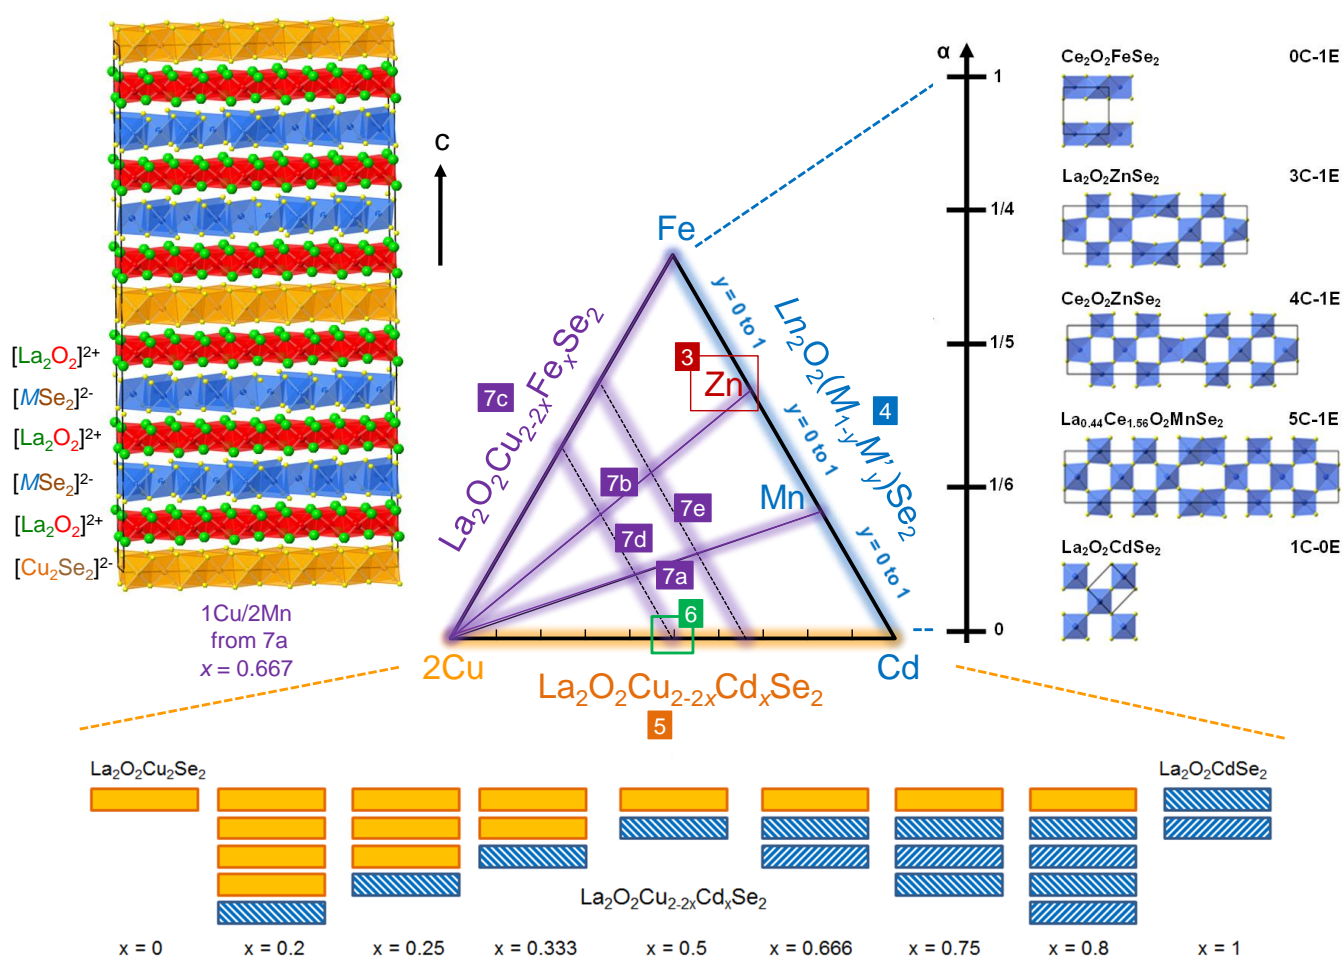 [La2O2]2+
[MSe2]2-
[La2O2]2+
[MSe2]2-
[La2O2]2+
[Cu2Se2]2-
1Cu/2Mn
from 7a
x = 0.667
c
Fe
La2O2Cu2-2xFexSe2
7c
7b
7d
7e
7a
6
3
Zn
Mn
y = 0 to 1
y = 0 to 1
y = 0 to 1
Ln2O2(M1-yM'y)Se2
4
2Cu
Cd
La2O2Cu2-2xCdxSe2
5
α
1
1/4
1/5
1/6
0
Ce2O2FeSe2 0C-1E
La2O2ZnSe2 3C-1E
Ce2O2ZnSe2 4C-1E
La0.44Ce1.56O2MnSe2 5C-1E
La2O2CdSe2 1C-0E
La2O2Cu2Se2
La2O2CdSe2
La2O2Cu2-2xCdxSe2
x = 0 x = 0.2 x = 0.25 x = 0.333 x = 0.5 x = 0.666 x = 0.75 x = 0.8 x = 1